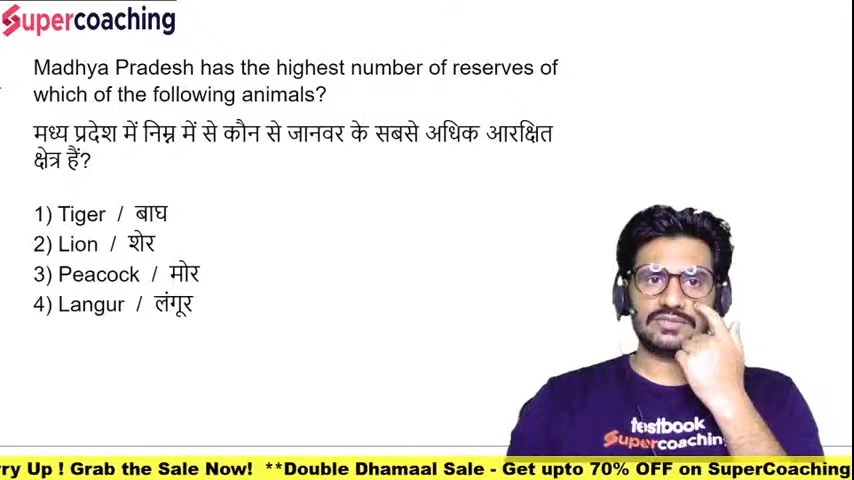 Supercoaching
Madhya Pradesh has the highest number of reserves of
which of the following animals?
मध्य प्रदेश में निम्न में से कौन से जानवर के सबसे अधिक आरक्षित
क्षेत्र हैं?
1) Tiger / बाघ
2) Lion / शेर
3) Peacock / मोर
4) Langur / लंगूर
testbook
Supercoaching
rry Up ! Grab the Sale Now! **Double Dhamaal Sale - Get upto 70% OFF on SuperCoaching